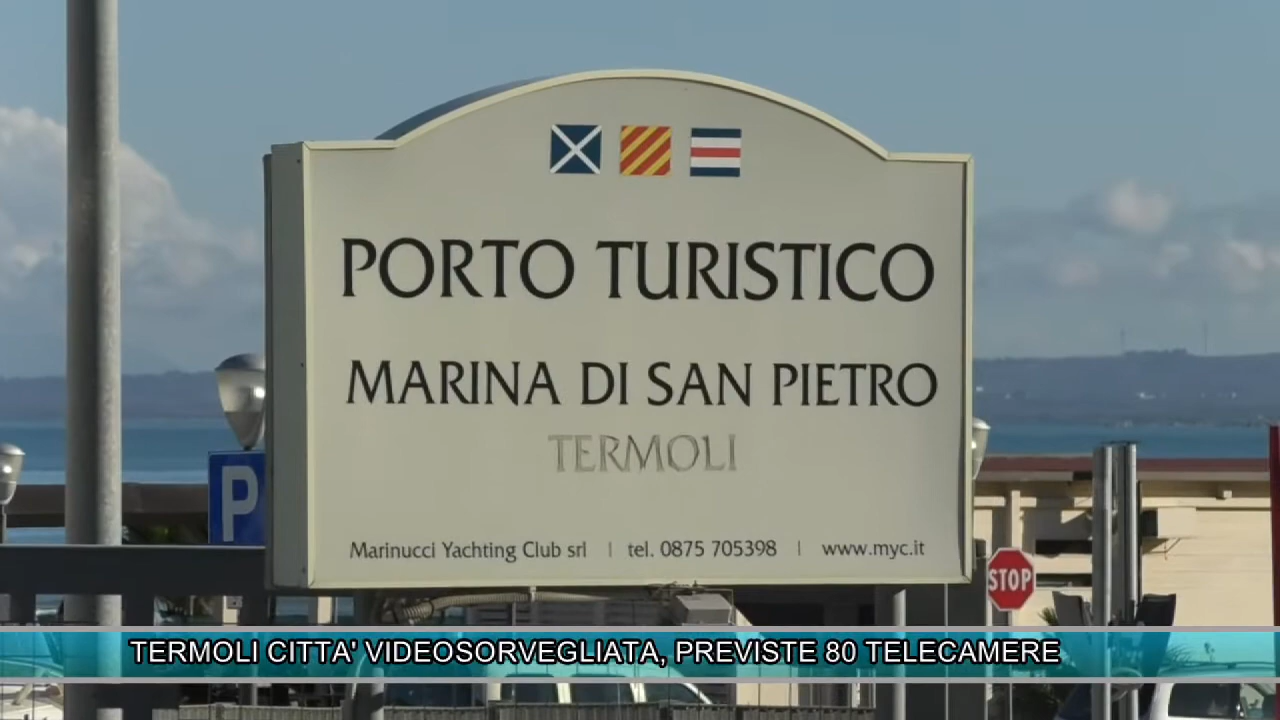 PORTO TURISTICO
MARINA DI SAN PIETRO
TERMOLI
Marinucci Yachting Club srl | tel. 0875 705398 | www.myc.it
P
STOP
TERMOLI CITTA' VIDEOSORVEGLIATA, PREVISTE 80 TELECAMERE